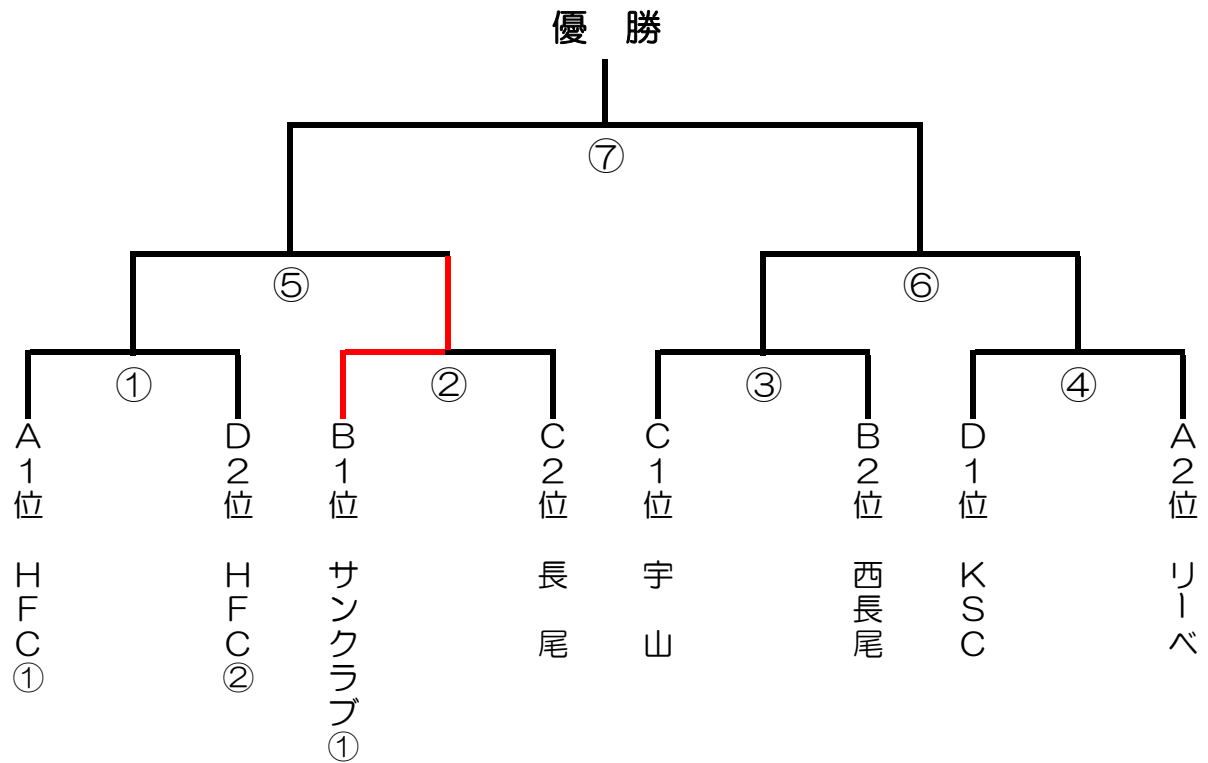 優　勝
⑦
⑤
⑥
①
②
③
④
A1位　HFC①
D2位　HFC②
B1位　サンクラブ①
C2位　長　尾
C1位　宇　山
B2位　西長尾
D1位　KSC
A2位　リーベ